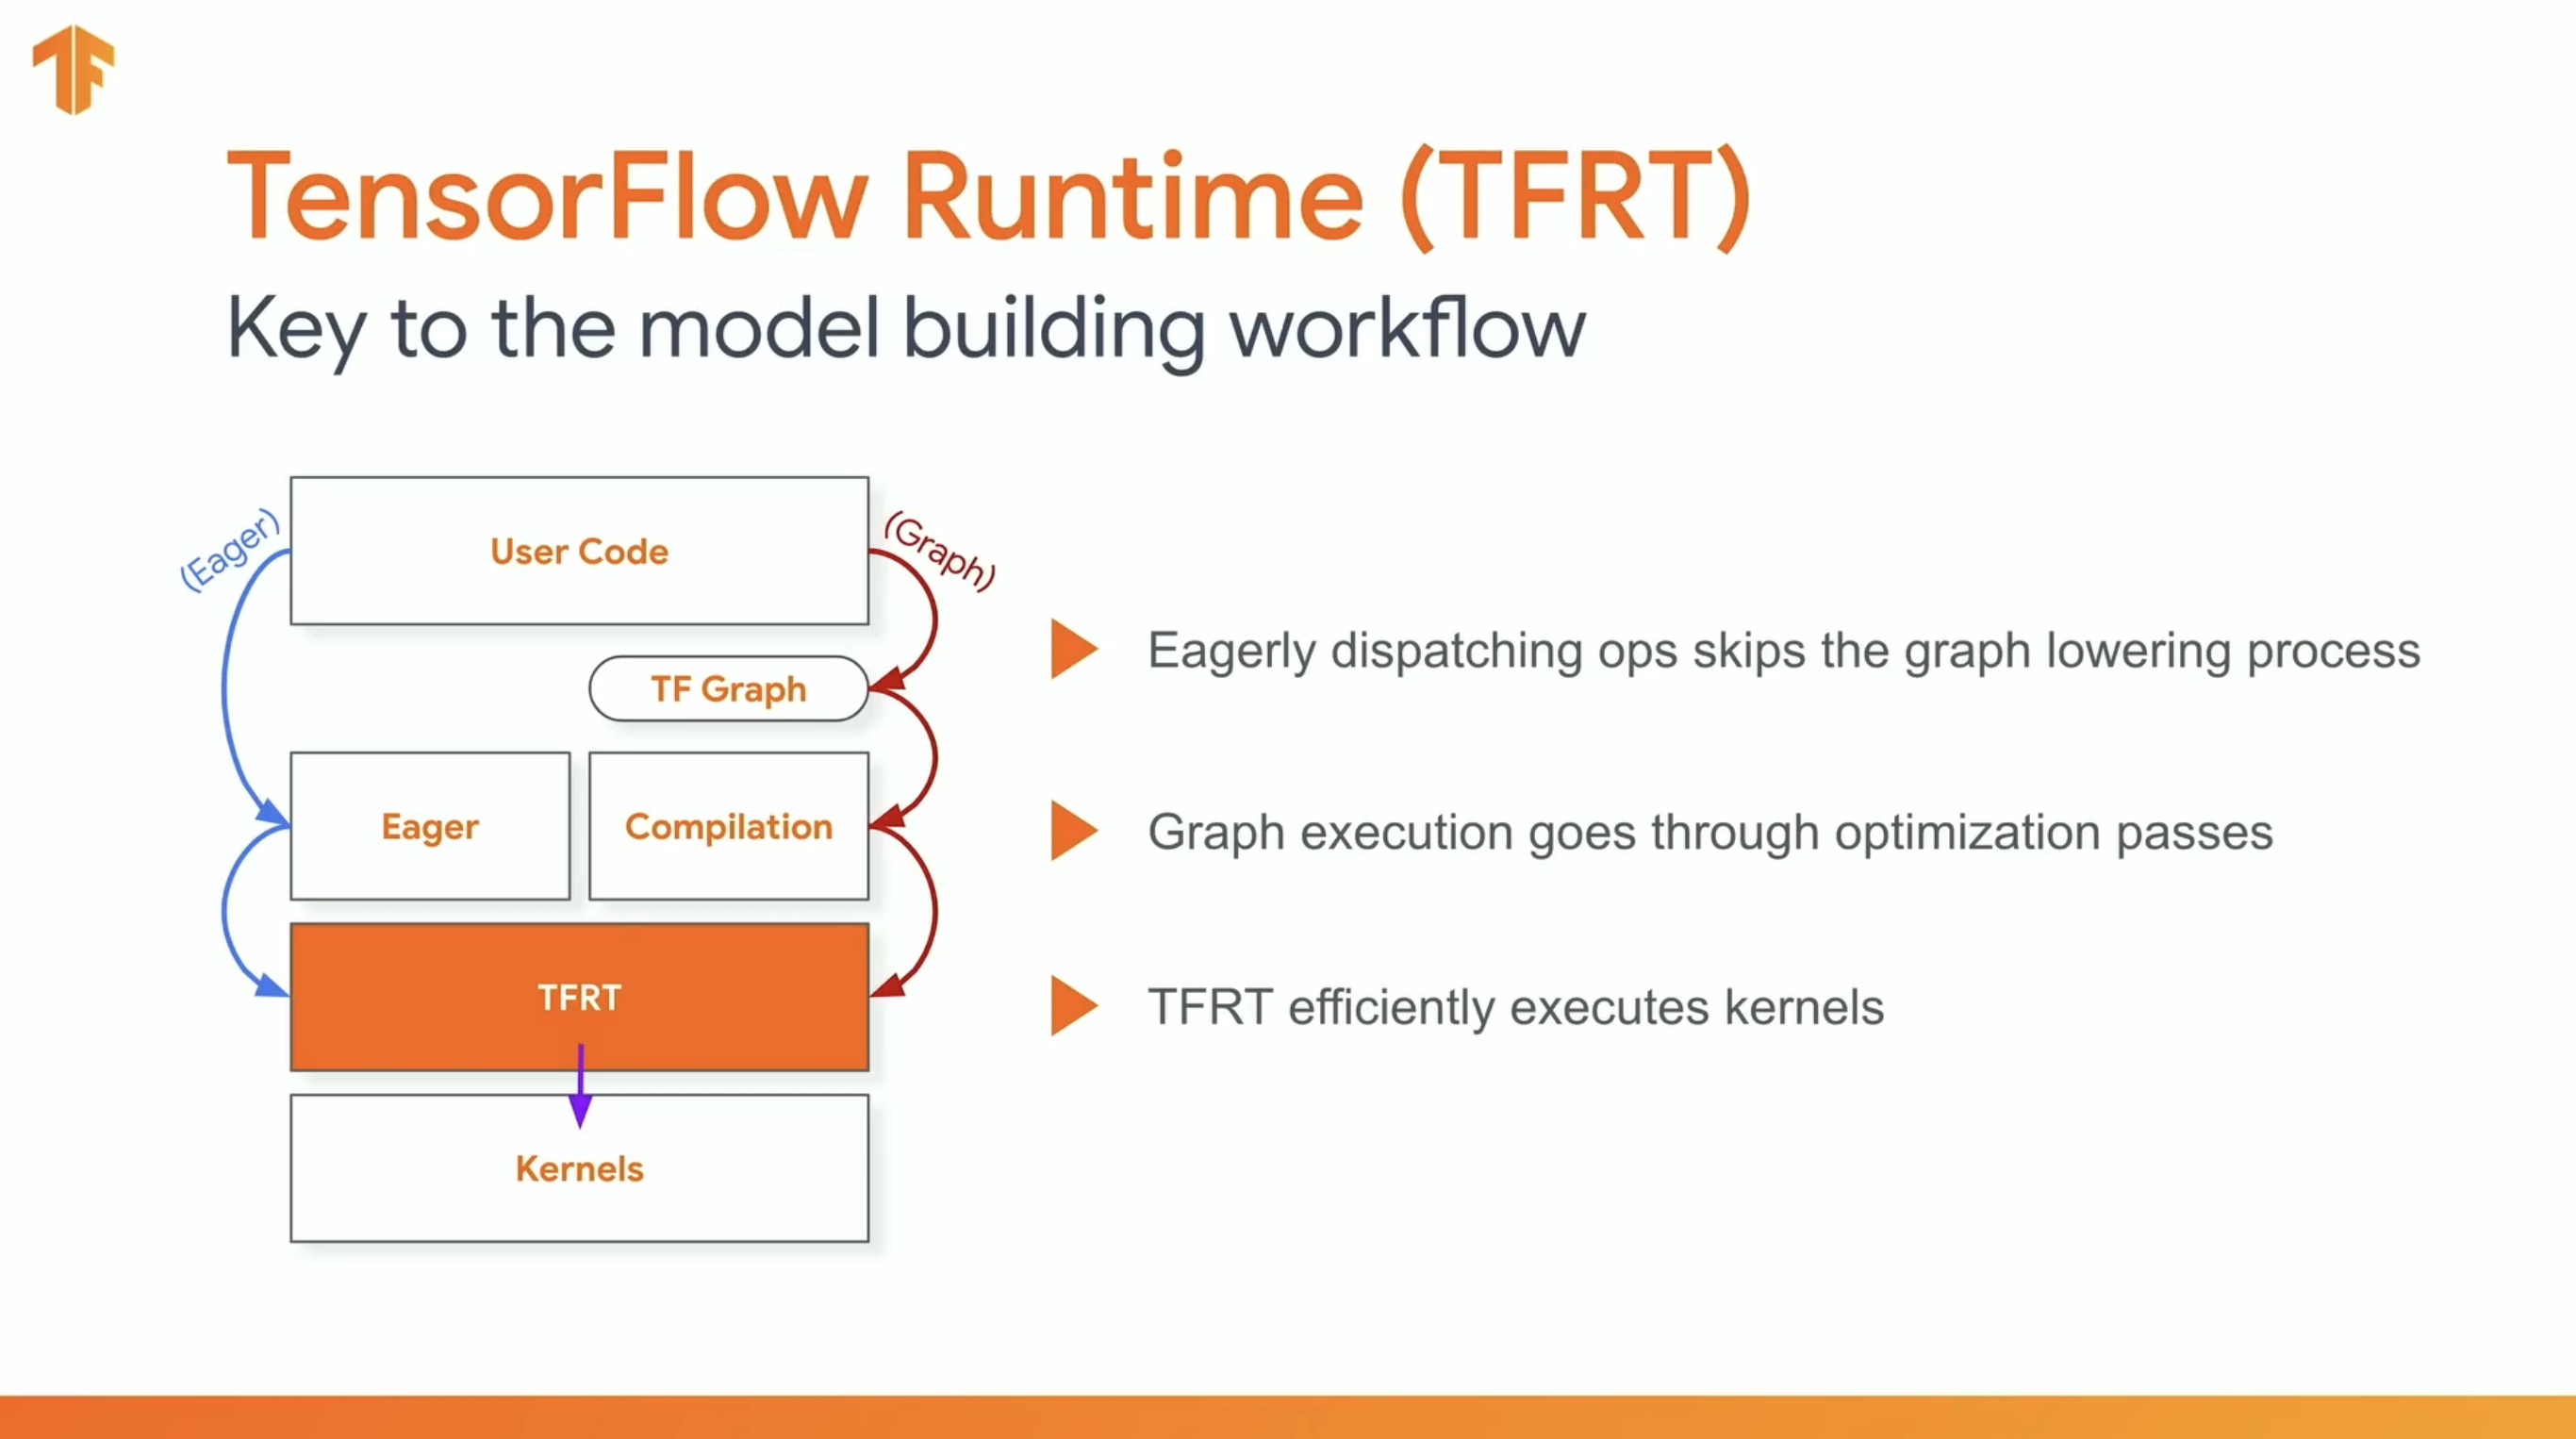 TensorFlow Runtime (TFRT)
Key to the model building workflow
(Eager)
User Code
(Graph)
TF Graph
Eager
Compilation
TFRT
Kernels
Eagerly dispatching ops skips the graph lowering process
Graph execution goes through optimization passes
TFRT efficiently executes kernels